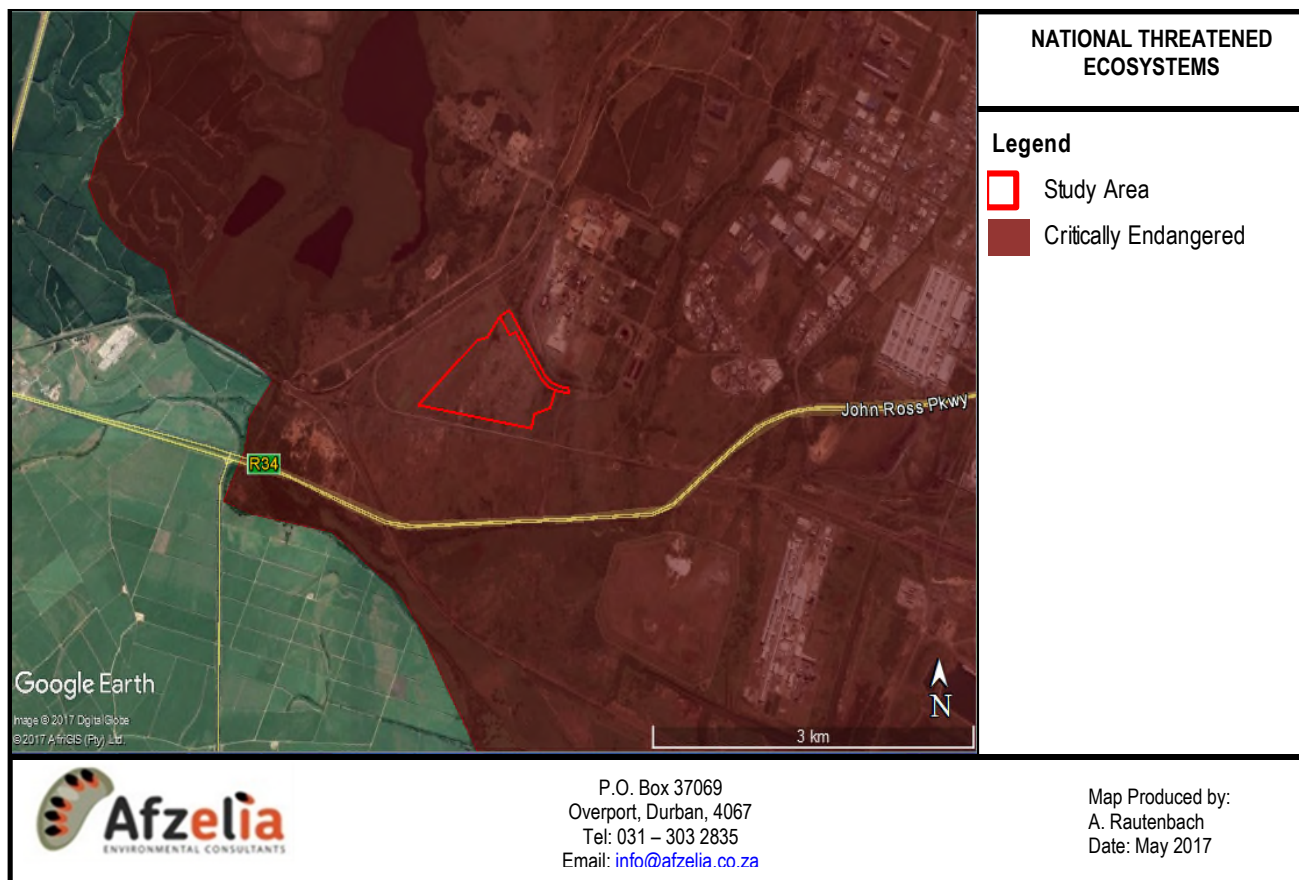 NATIONAL THREATENED
ECOSYSTEMS
Legend
Study Area
Critically Endangered
John Ross Pkwy
R34
Google Earth
Image © 2017 DigitalGlobe
©2017 AfriGIS (Pty) Ltd.
N
3 km
Afzelia
ENVIRONMENTAL CONSULTANTS
P.O. Box 37069
Overport, Durban, 4067
Tel: 031 – 303 2835
Email: info@afzelia.co.za
Map Produced by:
A. Rautenbach
Date: May 2017